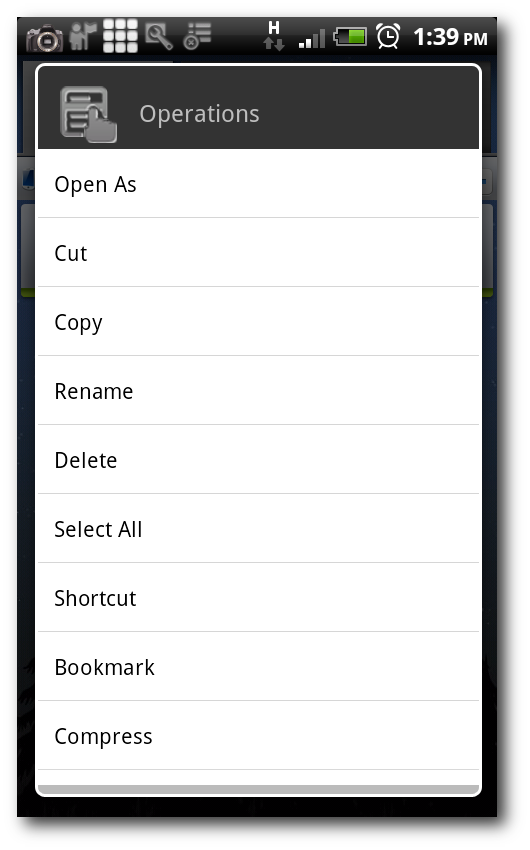 H
1:39 PM
Operations
Open As
Cut
Copy
Rename
Delete
Select All
Shortcut
Bookmark
Compress